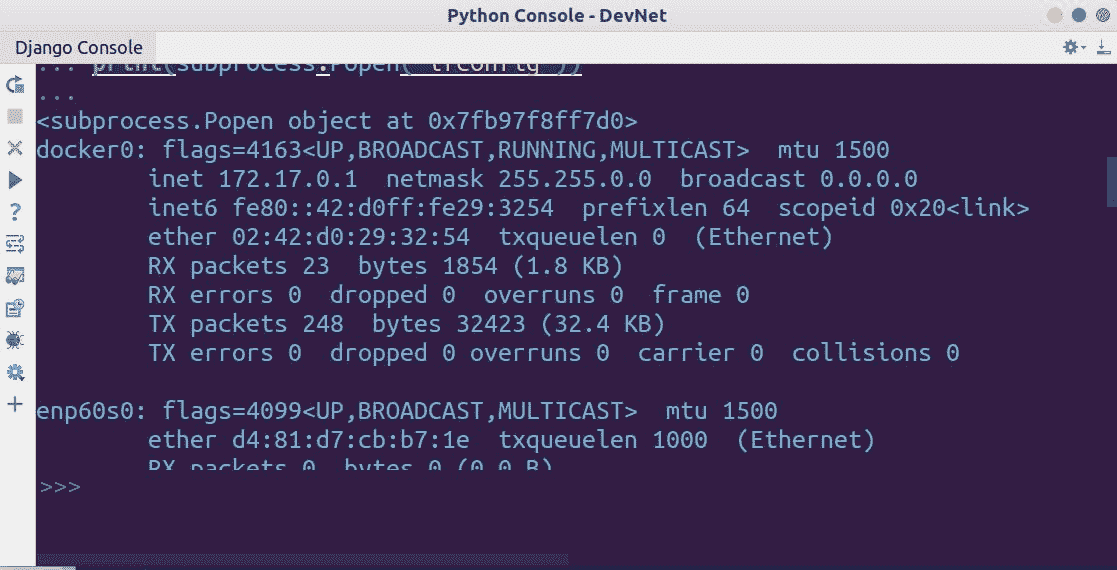 Python Console - DevNet
Django Console
... print(subprocess.Popen("ifconfig"))
...
<subprocess.Popen object at 0x7fb97f8ff7d0>
docker0: flags=4163<UP,BROADCAST,RUNNING,MULTICAST>  mtu 1500
        inet 172.17.0.1  netmask 255.255.0.0  broadcast 0.0.0.0
        inet6 fe80::42:d0ff:fe29:3254  prefixlen 64  scopeid 0x20<link>
        ether 02:42:d0:29:32:54  txqueuelen 0  (Ethernet)
        RX packets 23  bytes 1854 (1.8 KB)
        RX errors 0  dropped 0  overruns 0  frame 0
        TX packets 248  bytes 32423 (32.4 KB)
        TX errors 0  dropped 0 overruns 0  carrier 0  collisions 0
enp60s0: flags=4099<UP,BROADCAST,MULTICAST>  mtu 1500
        ether d4:81:d7:cb:b7:1e  txqueuelen 1000  (Ethernet)
        RX packets 0  bytes 0 (0.0 B)
>>>